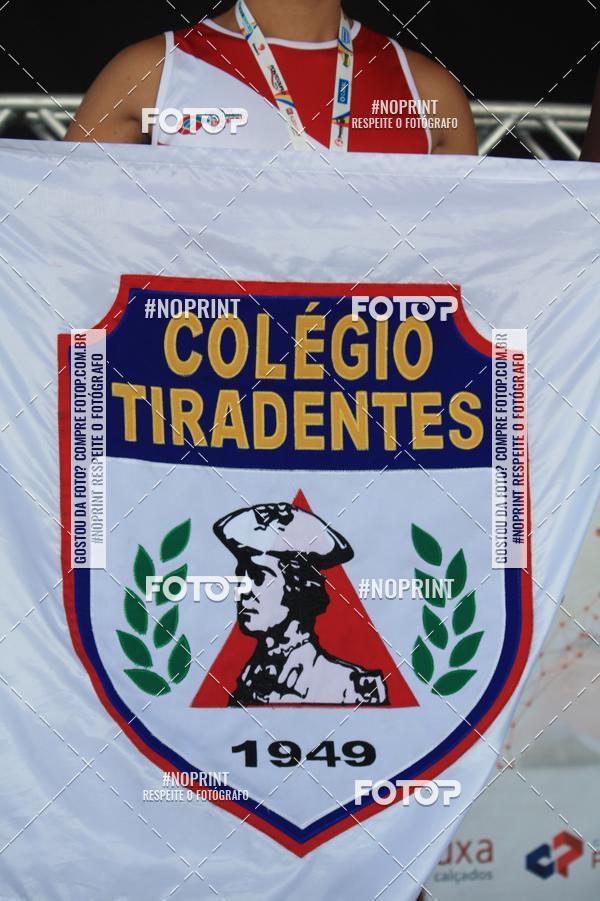 FOTOP
#NOPRINT
RESPEITE O FOTÓGRAFO
#NOPRINT
FOTOP
COLÉGIO
TIRADENTES
GOSTOU DA FOTO? COMPRE FOTOP.COM.BR
#NOPRINT RESPEITE O FOTÓGRAFO
GOSTOU DA FOTO? COMPRE FOTOP.COM.BR
#NOPRINT RESPEITE O FOTÓGRAFO
FOTOP
#NOPRINT
1949
#NOPRINT
RESPEITE O FOTÓGRAFO
FOTOP
uxa
calçados